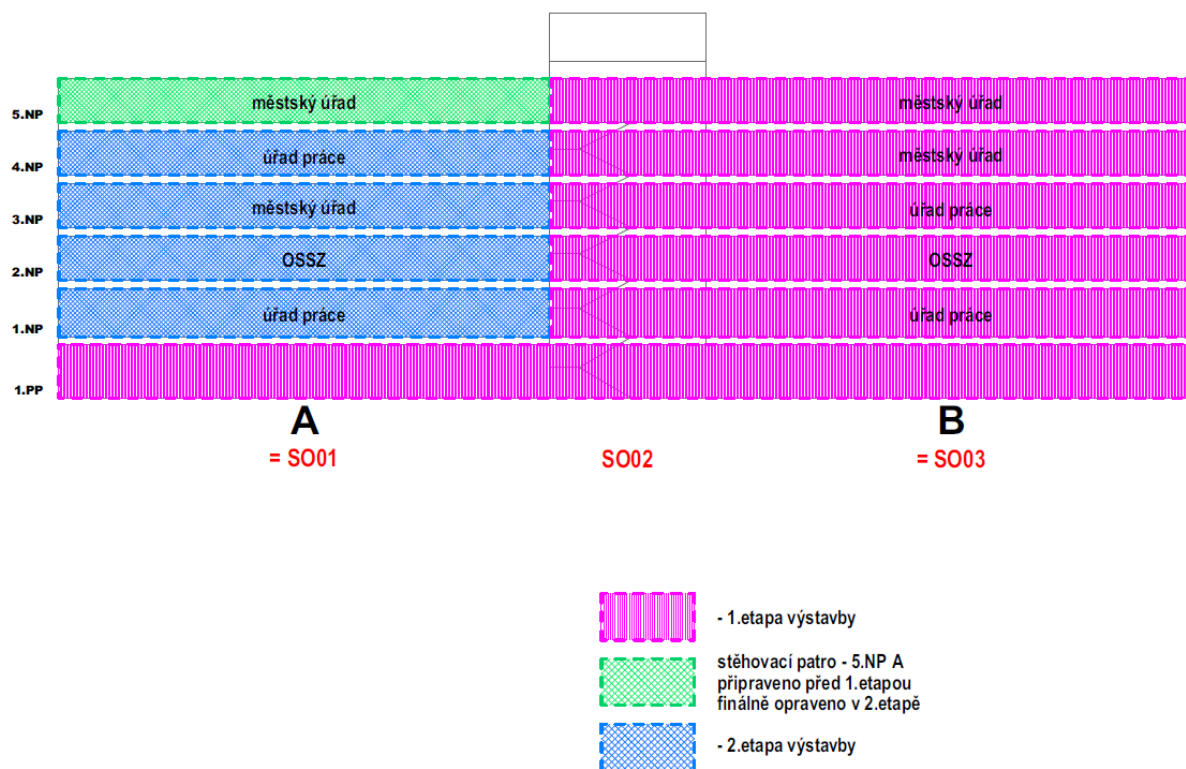 5.NP městský úřad městský úřad
4.NP úřad práce městský úřad
3.NP městský úřad úřad práce
2.NP OSSZ OSSZ
1.NP úřad práce úřad práce
1.PP
A B
= SO01 SO02 = SO03
- 1.etapa výstavby
stěhovací patro - 5.NP A
připraveno před 1.etapou
finálně opraveno v 2.etapě
- 2.etapa výstavby